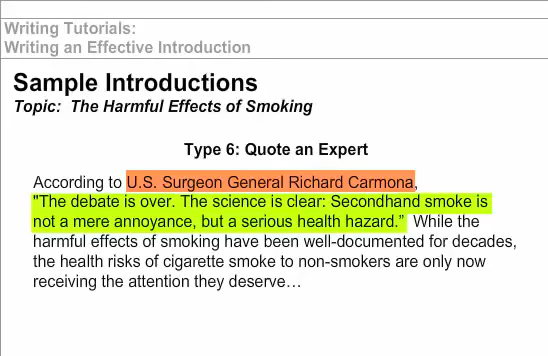 Writing Tutorials:
Writing an Effective Introduction
Sample Introductions
Topic:  The Harmful Effects of Smoking
Type 6: Quote an Expert
According to U.S. Surgeon General Richard Carmona,
"The debate is over. The science is clear: Secondhand smoke is
not a mere annoyance, but a serious health hazard.”  While the
harmful effects of smoking have been well-documented for decades,
the health risks of cigarette smoke to non-smokers are only now
receiving the attention they deserve…